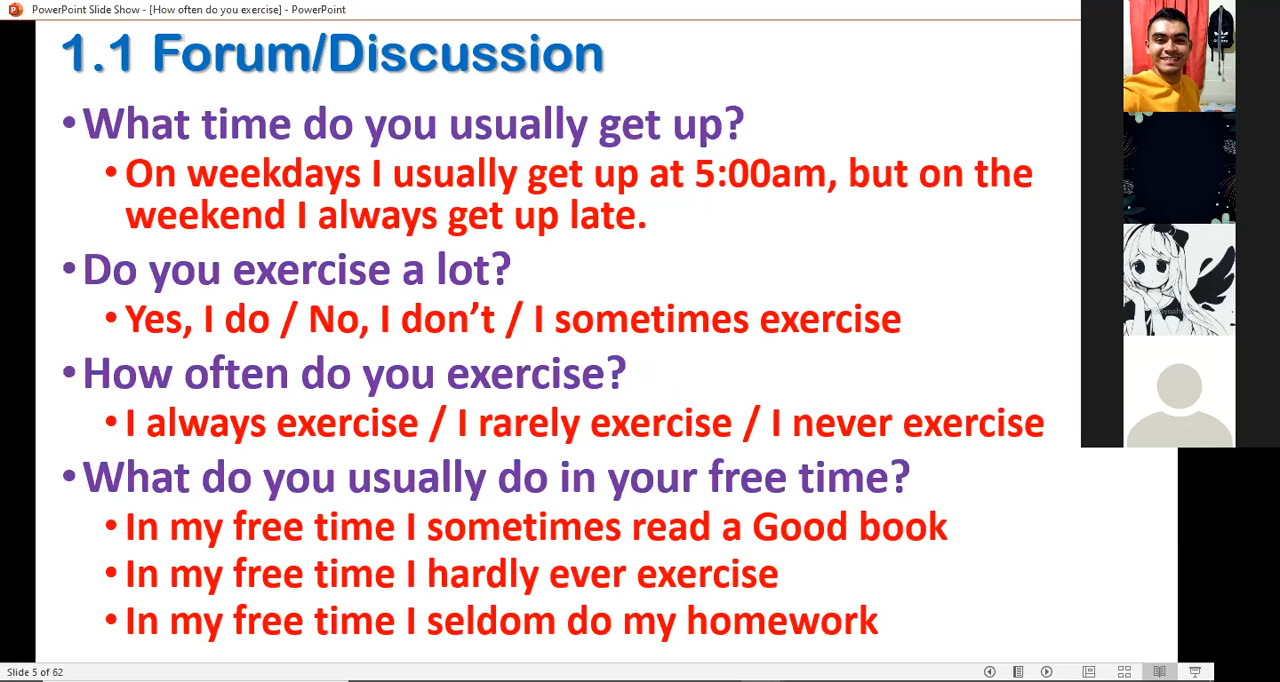 PowerPoint Slide Show - [How often do you exercise] - PowerPoint
1.1 Forum/Discussion
•What time do you usually get up?
•On weekdays I usually get up at 5:00am, but on the
weekend I always get up late.
•Do you exercise a lot?
•Yes, I do / No, I don't / I sometimes exercise
•How often do you exercise?
•I always exercise / I rarely exercise / I never exercise
•What do you usually do in your free time?
•In my free time I sometimes read a Good book
•In my free time I hardly ever exercise
•In my free time I seldom do my homework
Slide 5 of 62